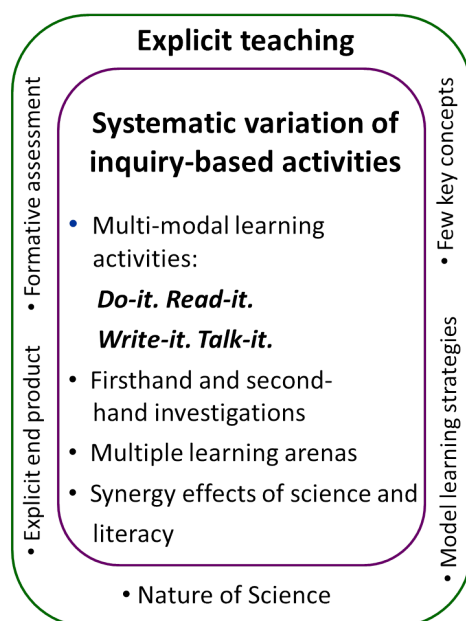 Explicit teaching
• Formative assessment
• Explicit end product
Systematic variation of
inquiry-based activities
• Multi-modal learning
activities:
Do-it. Read-it.
Write-it. Talk-it.
• Firsthand and second-
hand investigations
• Multiple learning arenas
• Synergy effects of science and
literacy
• Few key concepts
• Model learning strategies
• Nature of Science